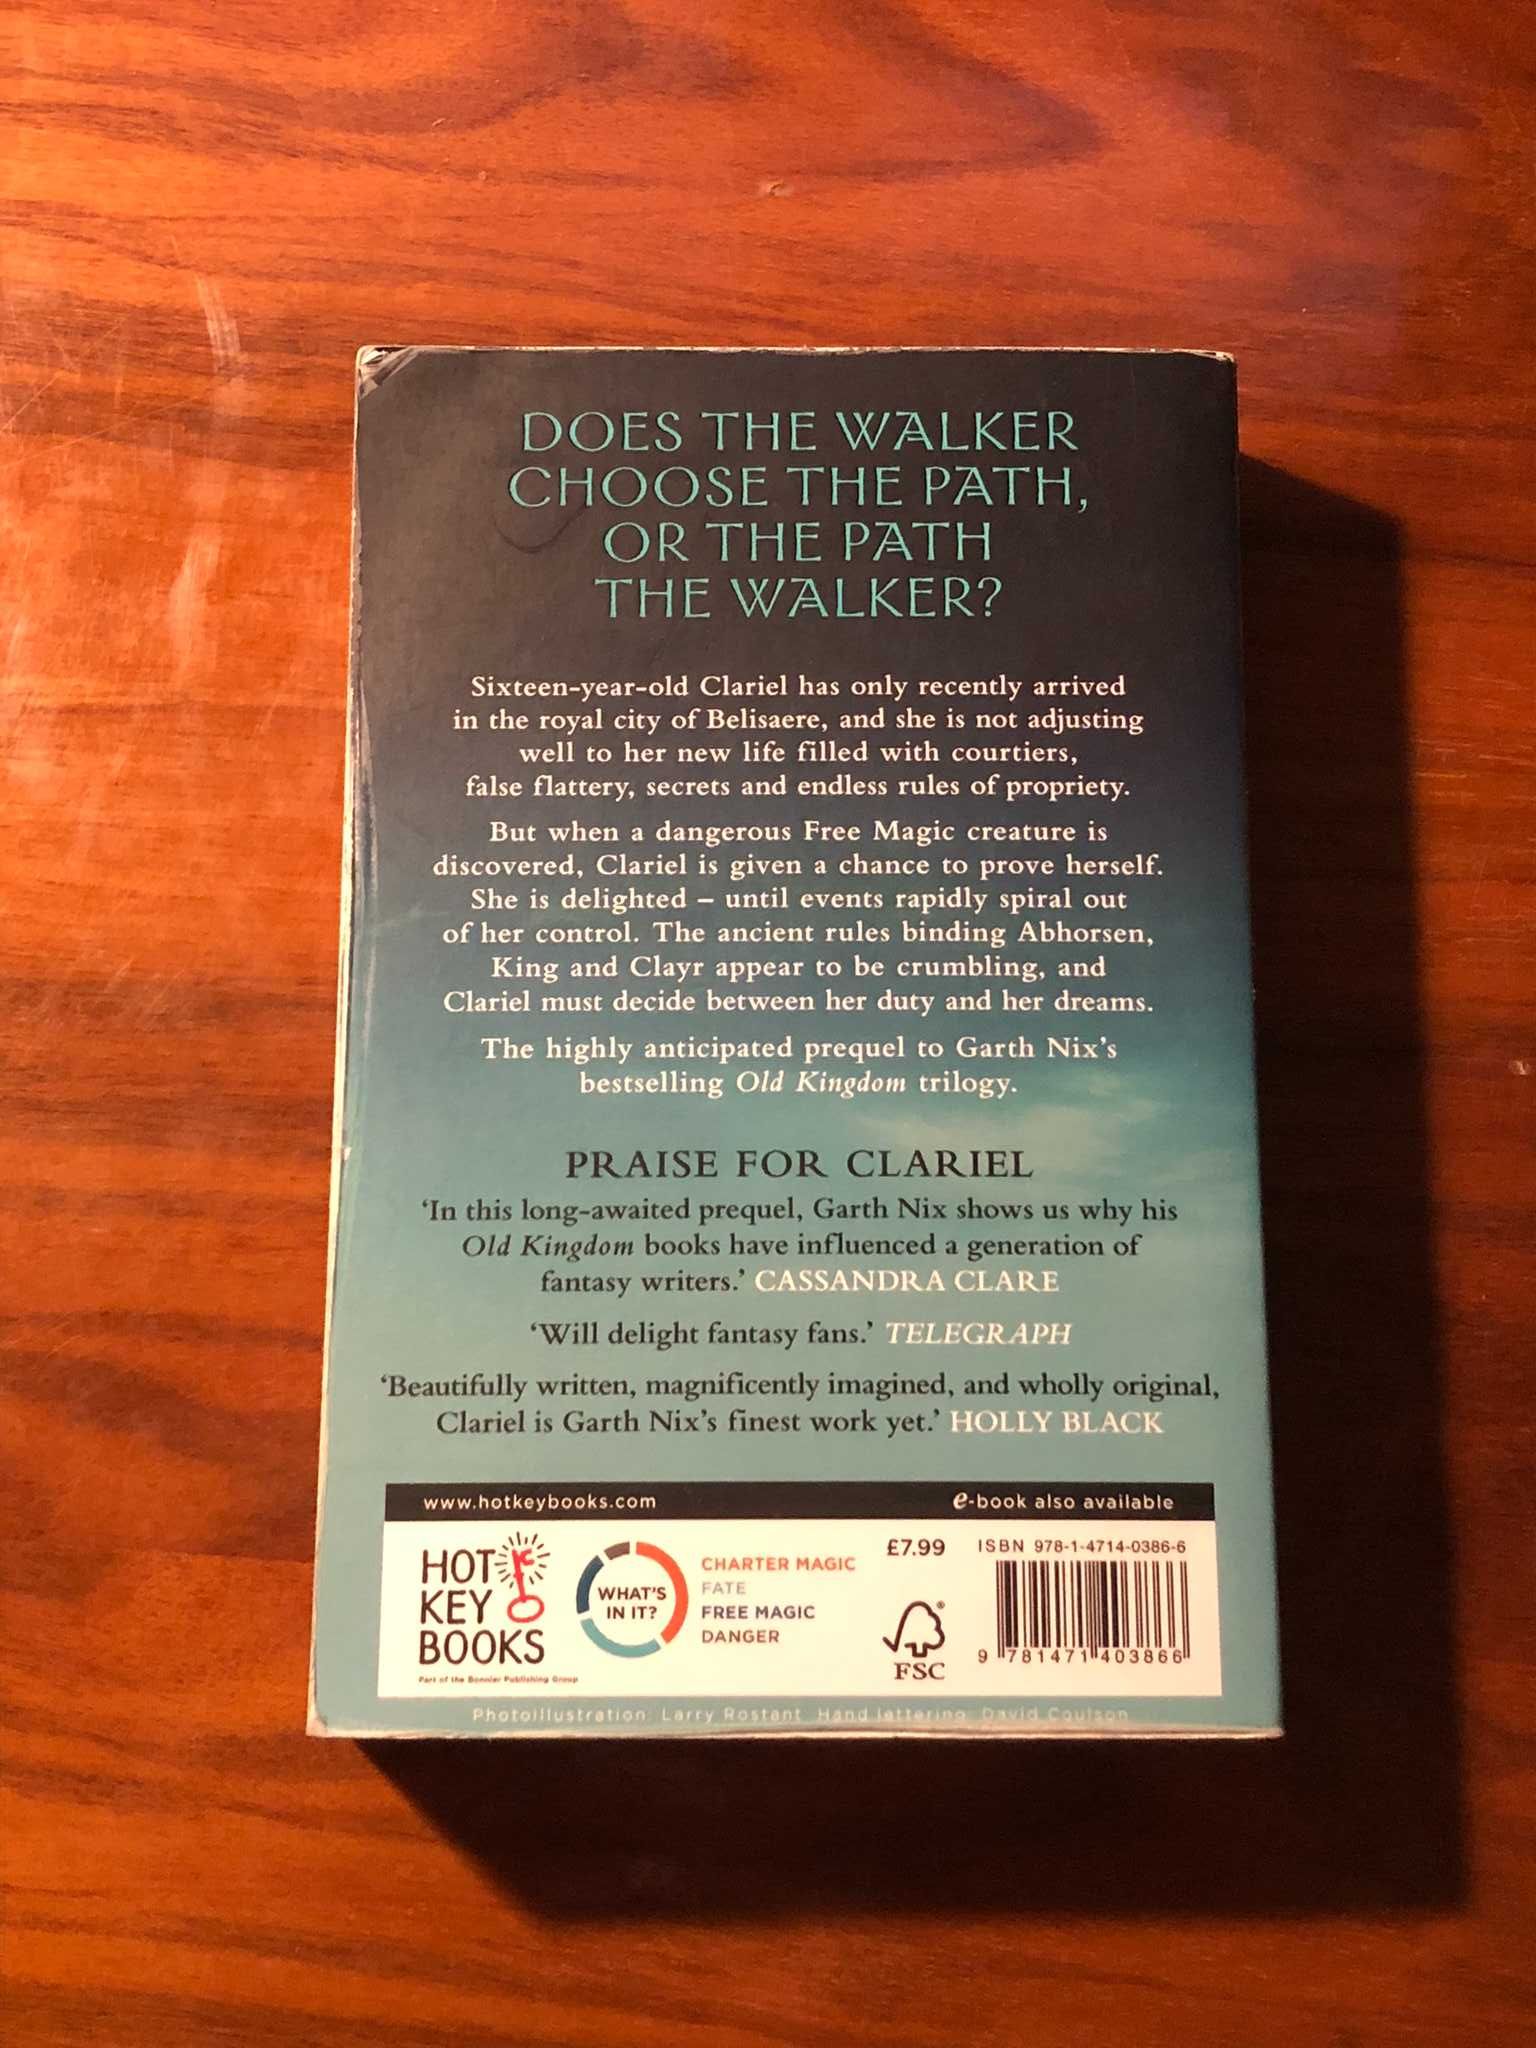 DOES THE WALKER
CHOOSE THE PATH,
OR THE PATH
THE WALKER?
Sixteen-year-old Clariel has only recently arrived
in the royal city of Belisaere, and she is not adjusting
well to her new life filled with courtiers,
false flattery, secrets and endless rules of propriety.
But when a dangerous Free Magic creature is
discovered, Clariel is given a chance to prove herself.
She is delighted – until events rapidly spiral out
of her control. The ancient rules binding Abhorsen,
King and Clayr appear to be crumbling, and
Clariel must decide between her duty and her dreams.
The highly anticipated prequel to Garth Nix's
bestselling Old Kingdom trilogy.
PRAISE FOR CLARIEL
'In this long-awaited prequel, Garth Nix shows us why his
Old Kingdom books have influenced a generation of
fantasy writers.' CASSANDRA CLARE
'Will delight fantasy fans.' TELEGRAPH
'Beautifully written, magnificently imagined, and wholly original,
Clariel is Garth Nix's finest work yet.' HOLLY BLACK
www.hotkeybooks.com
e-book also available
HOT
KEY
BOOKS
Part of the Bonnier Publishing Group
WHAT'S
IN IT?
CHARTER MAGIC
FATE
FREE MAGIC
DANGER
£7.99
FSC
ISBN 978-1-4714-0386-6
9 781471 403866
Photoillustration: Larry Rostant Hand lettering: David Coulson